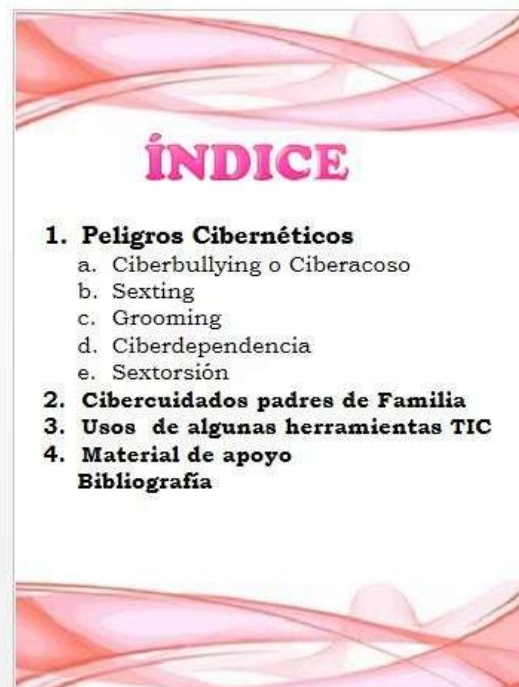 ÍNDICE
1. Peligros Cibernéticos
a. Ciberbullying o Ciberacoso
b. Sexting
c. Grooming
d. Ciberdependencia
e. Sextorsión
2. Cibercuidados padres de Familia
3. Usos de algunas herramientas TIC
4. Material de apoyo
Bibliografía